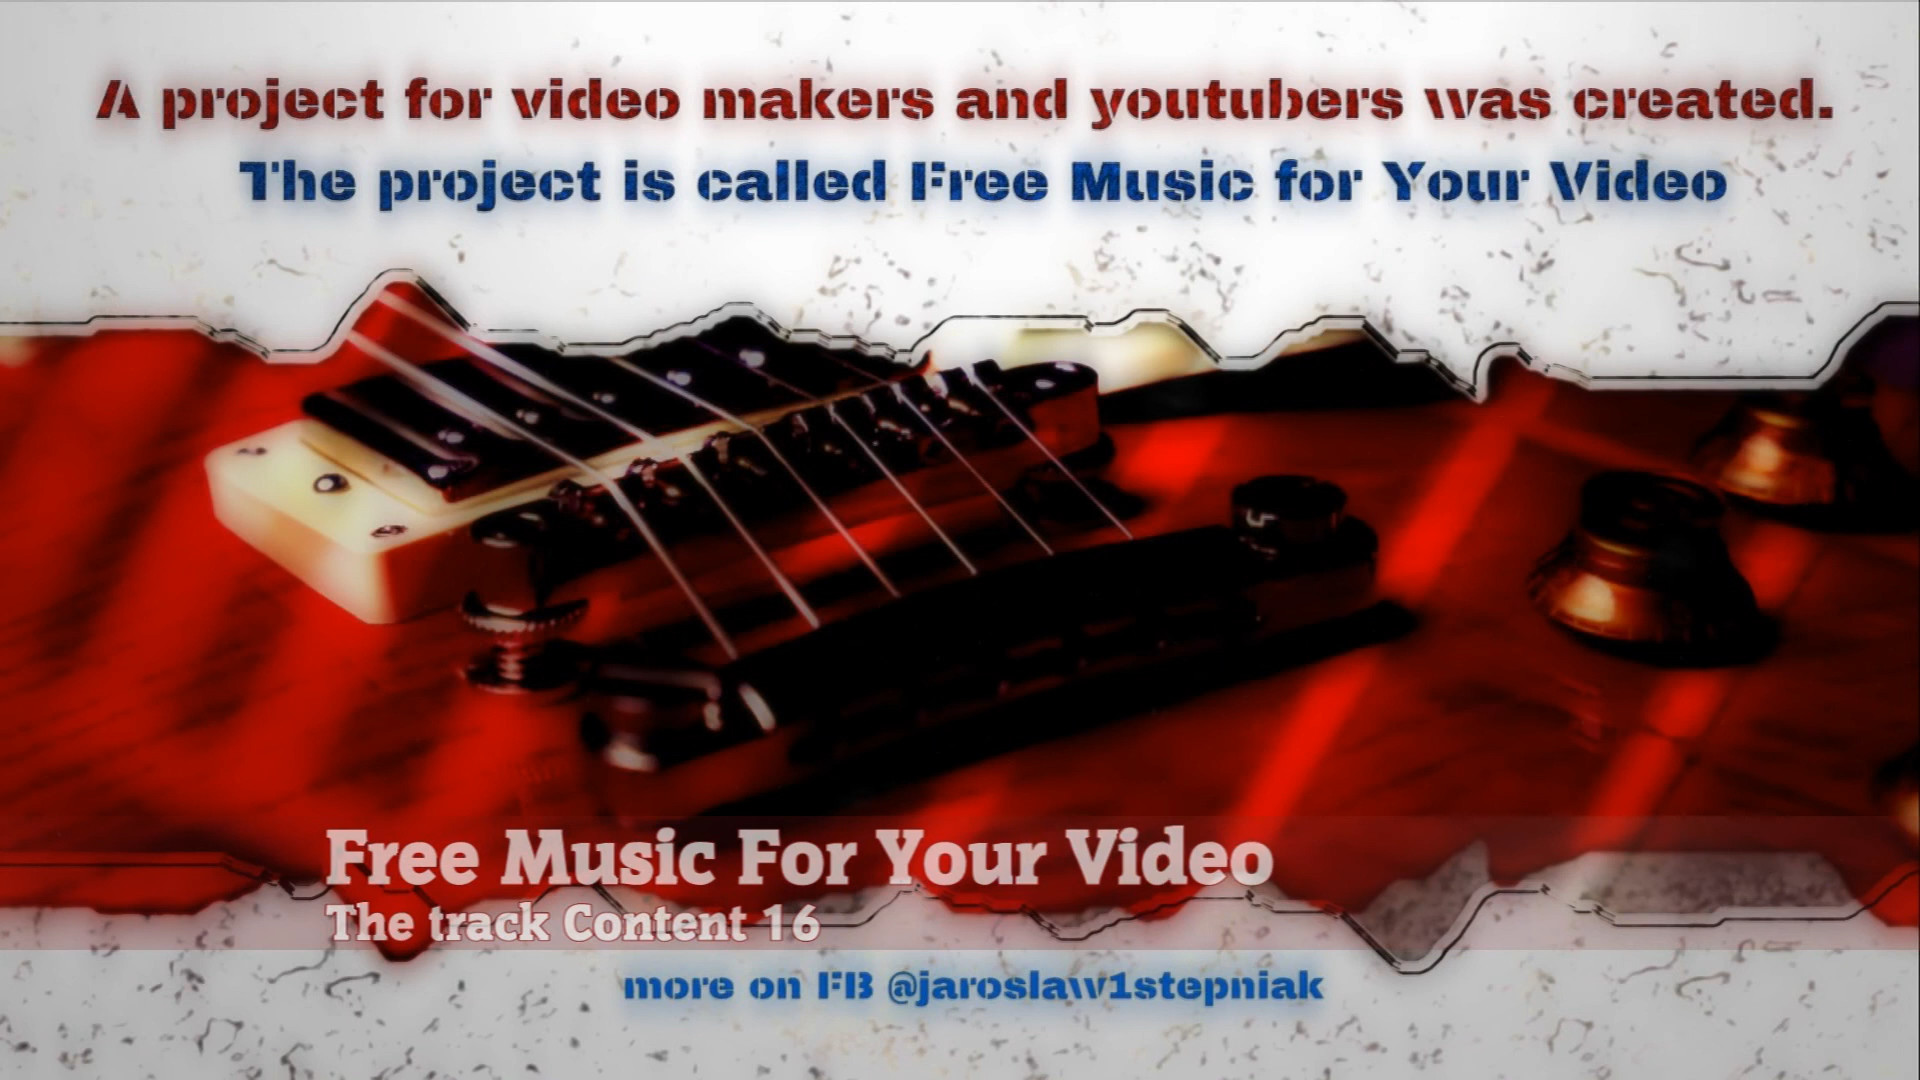 A project for video makers and youtubers was created.
The project is called Free Music for Your Video
Free Music For Your Video
The track Content 16
more on FB @jaroslaw1stepniak